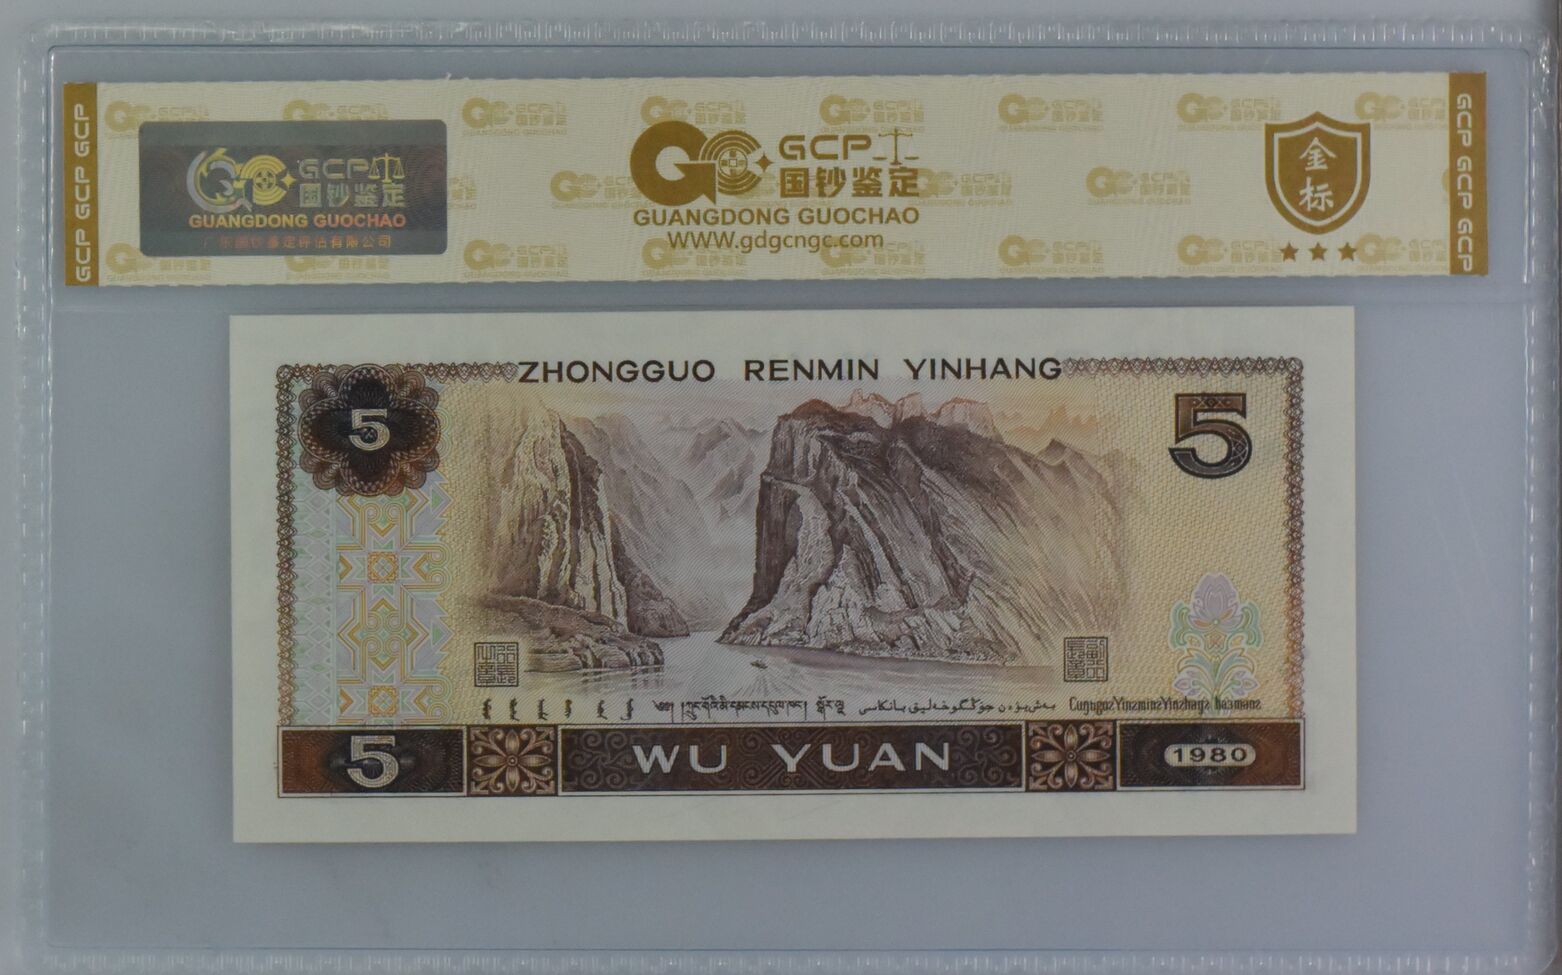 GCP GCP GCP
GCP
国钞鉴定
GUANGDONG GUOCHAO
广东国钞鉴定评估有限公司
GCP
国钞鉴定
GUANGDONG GUOCHAO
WWW.gdgcngc.com
金
标
GCP GCP GCP
ZHONGGUO RENMIN YINHANG
5
5
5
WU YUAN
1980